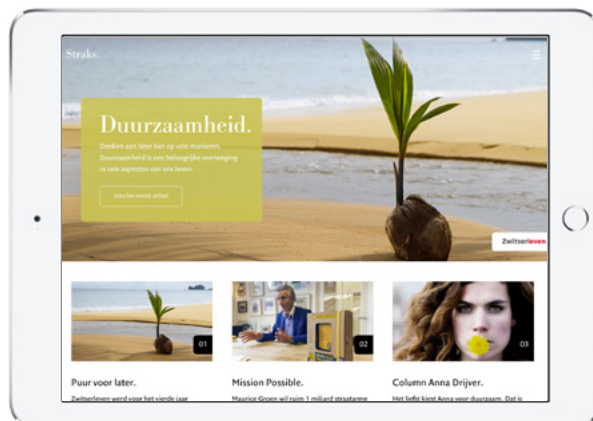 Straks.
Duurzaamheid.
Denken aan later kan op vele manieren.
Duurzaamheid is een belangrijke overweging
in vele aspecten van ons leven.
Lees het eerste artikel
Zwitserleven
01
02
03
Puur voor later.
Mission Possible.
Column Anna Drijver.
Zwitserleven werd voor het vierde jaar
Maurice Groen wil ruim 1 miljard straatarme
Het liefst kiest Anna voor duurzaam. Dat is